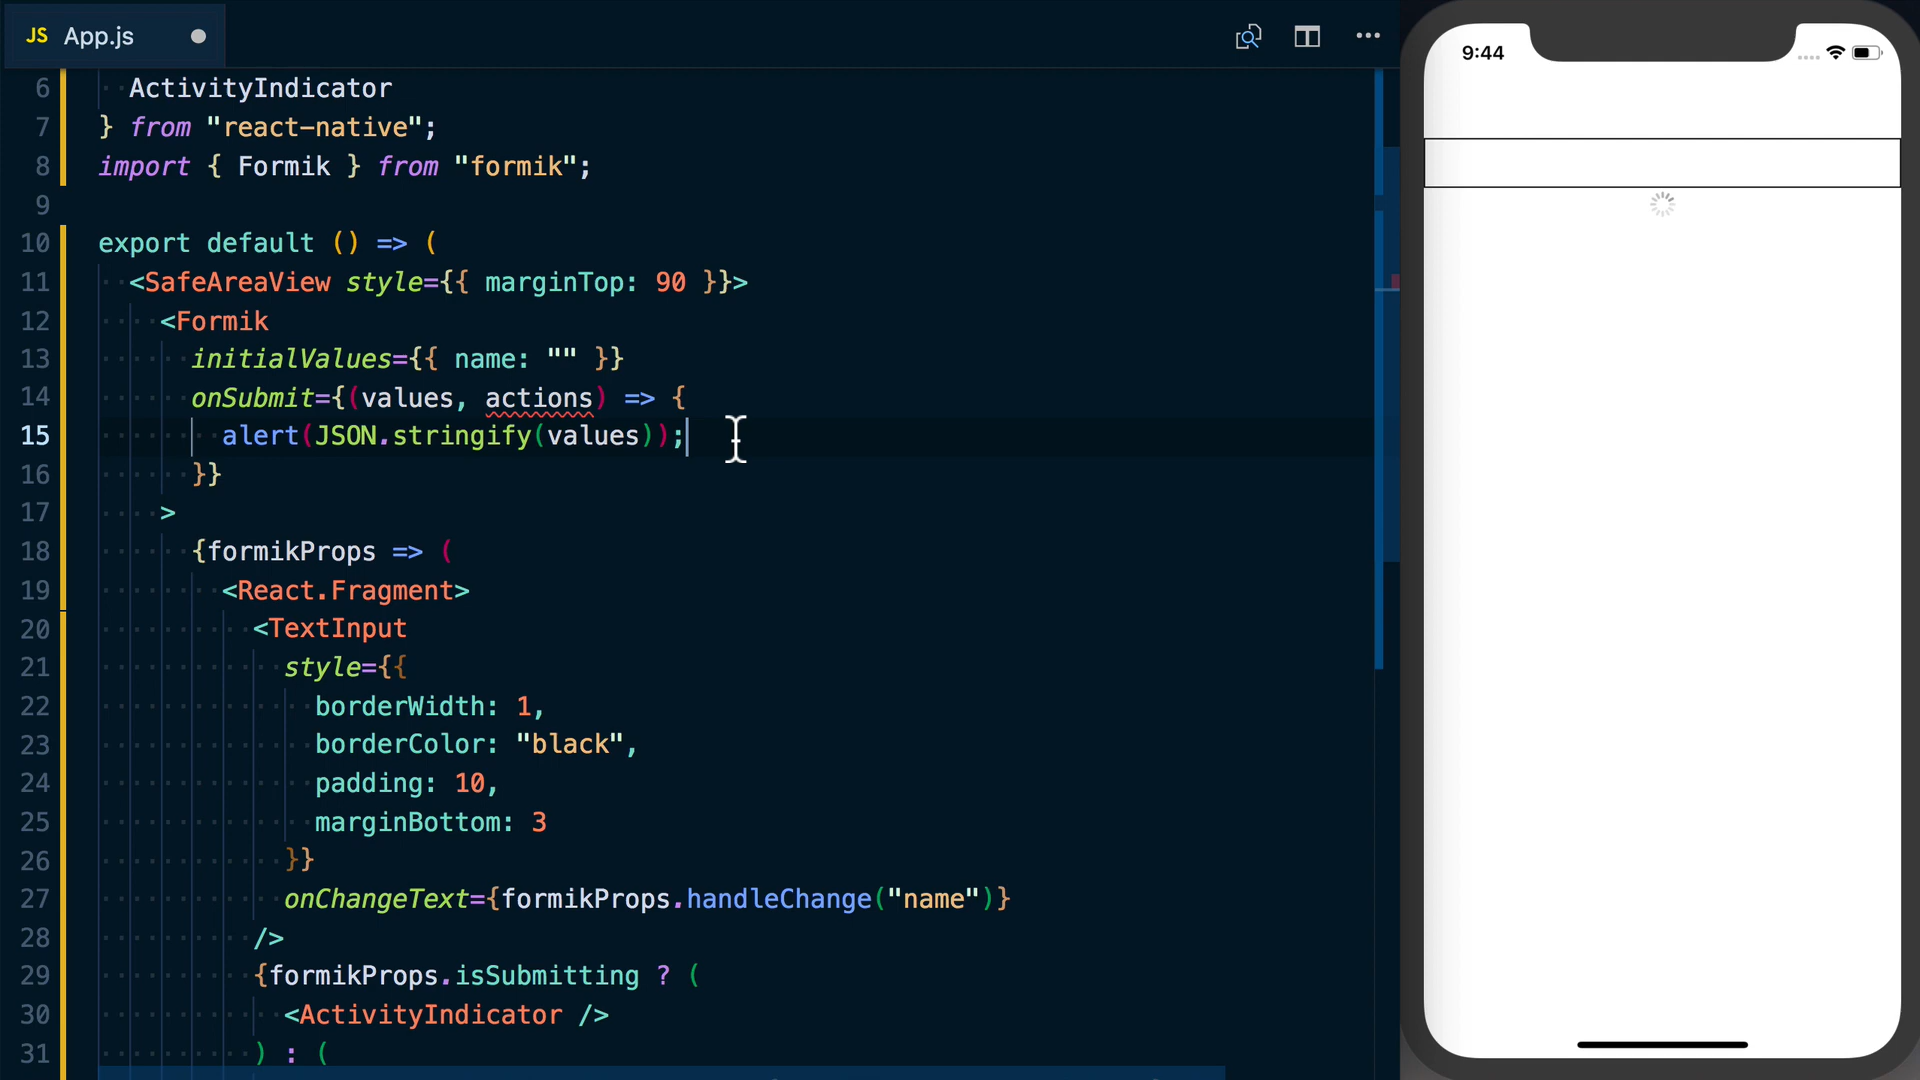 JS App.js
6 ActivityIndicator
7 } from "react-native";
8 import { Formik } from "formik";
9
10 export default () => (
11 <SafeAreaView style={{ marginTop: 90 }}>
12 <Formik
13 initialValues={{ name: "" }}
14 onSubmit={(values, actions) => {
15 alert(JSON.stringify(values));
16 }}
17 >
18 {formikProps => (
19 <React.Fragment>
20 <TextInput
21 style={{
22 borderWidth: 1,
23 borderColor: "black",
24 padding: 10,
25 marginBottom: 3
26 }}
27 onChangeText={formikProps.handleChange("name")}
28 />
29 {formikProps.isSubmitting ? (
30 <ActivityIndicator />
31 ) : (
9:44